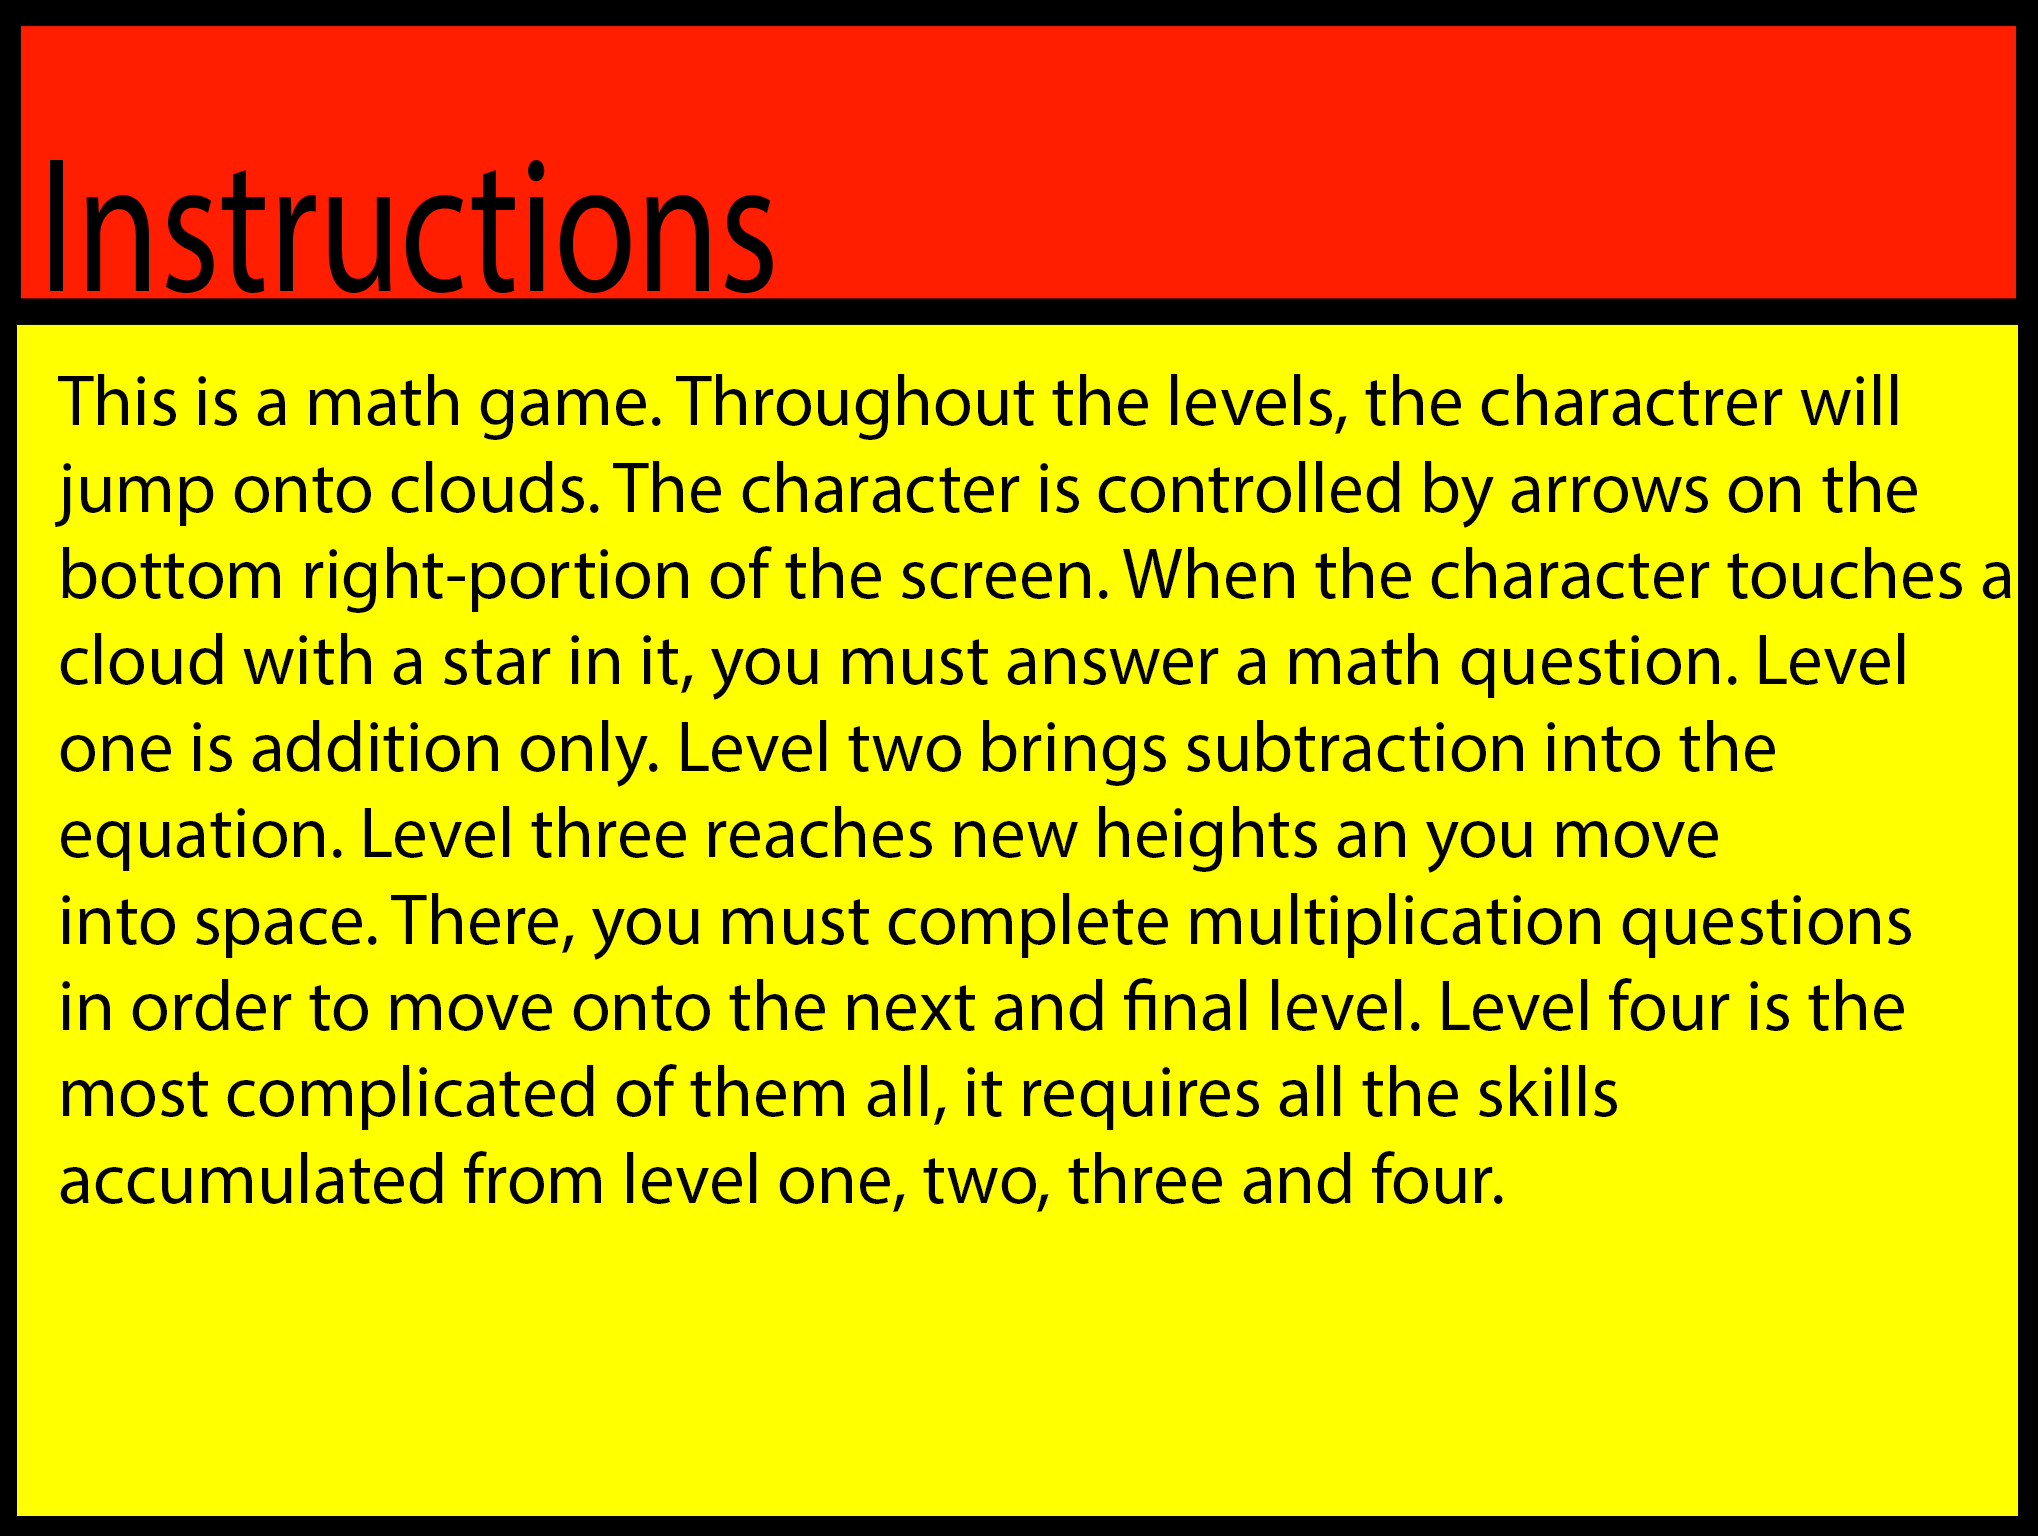 Instructions
This is a math game. Throughout the levels, the charactrer will
jump onto clouds. The character is controlled by arrows on the
bottom right-portion of the screen. When the character touches a
cloud with a star in it, you must answer a math question. Level
one is addition only. Level two brings subtraction into the
equation. Level three reaches new heights an you move
into space. There, you must complete multiplication questions
in order to move onto the next and final level. Level four is the
most complicated of them all, it requires all the skills
accumulated from level one, two, three and four.